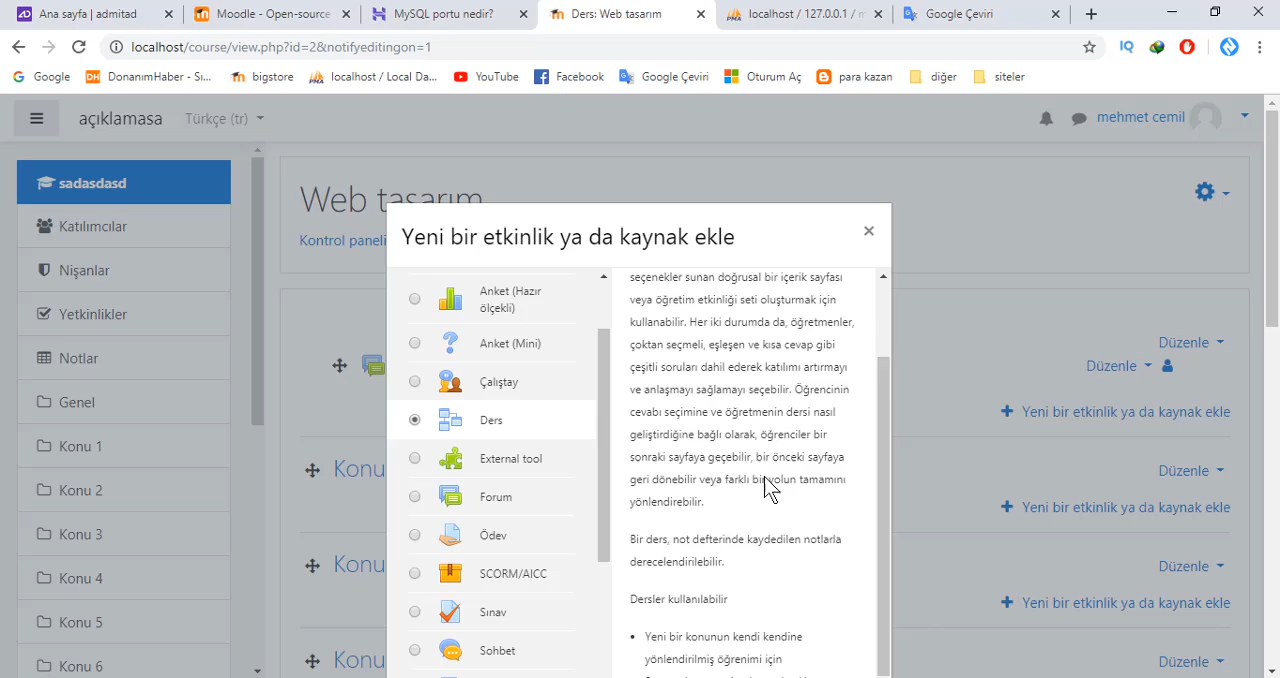 Ana sayfa | admitad
Moodle - Open-source
MySQL portu nedir?
Ders: Web tasarım
localhost / 127.0.0.1 / m
Google Çeviri
localhost/course/view.php?id=2&notifyeditingon=1
IQ
Google
DH DonanımHaber - Si...
bigstore
localhost / Local Da...
YouTube
Facebook
Google Çeviri
Oturum Aç
para kazan
diğer
siteler
açıklamasa
Türkçe (tr)
mehmet cemil
sadasdasd
Katılımcılar
Nişanlar
Yetkinlikler
Notlar
Genel
Konu 1
Konu 2
Konu 3
Konu 4
Konu 5
Konu 6
Web tasarım
Kontrol paneli
Düzenle
Düzenle
Yeni bir etkinlik ya da kaynak ekle
Konu
Düzenle
Yeni bir etkinlik ya da kaynak ekle
Konu
Düzenle
Yeni bir etkinlik ya da kaynak ekle
Konu
Düzenle
Yeni bir etkinlik ya da kaynak ekle
Anket (Hazır
ölçekli)
Anket (Mini)
Çalıştay
Ders
External tool
Forum
Ödev
SCORM/AICC
Sınav
Sohbet
seçenekler sunan doğrusal bir içerik sayfası
veya öğretim etkinliği seti oluşturmak için
kullanabilir. Her iki durumda da, öğretmenler,
çoktan seçmeli, eşleşen ve kısa cevap gibi
çeşitli soruları dahil ederek katılımı artırmayı
ve anlaşmayı sağlamayı seçebilir. Öğrencinin
cevabı seçimine ve öğretmenin dersi nasıl
geliştirdiğine bağlı olarak, öğrenciler bir
sonraki sayfaya geçebilir, bir önceki sayfaya
geri dönebilir veya farklı bir yolun tamamını
yönlendirebilir.
Bir ders, not defterinde kaydedilen notlarla
derecelendirilebilir.
Dersler kullanılabilir
• Yeni bir konunun kendi kendine
yönlendirilmiş öğrenimi için